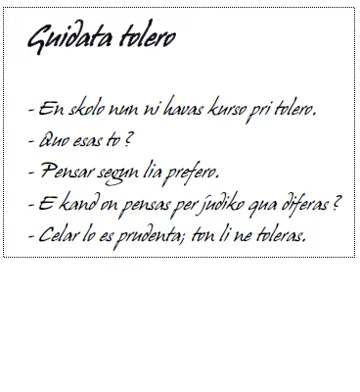 Guidata tolero
- En skolo nun ni havas kurso pri tolero.
- Quo esas to ?
- Pensar segun lia prefero.
- E kand on pensas per judiko qua diferas ?
- Celar lo es prudenta; ton li ne toleras.